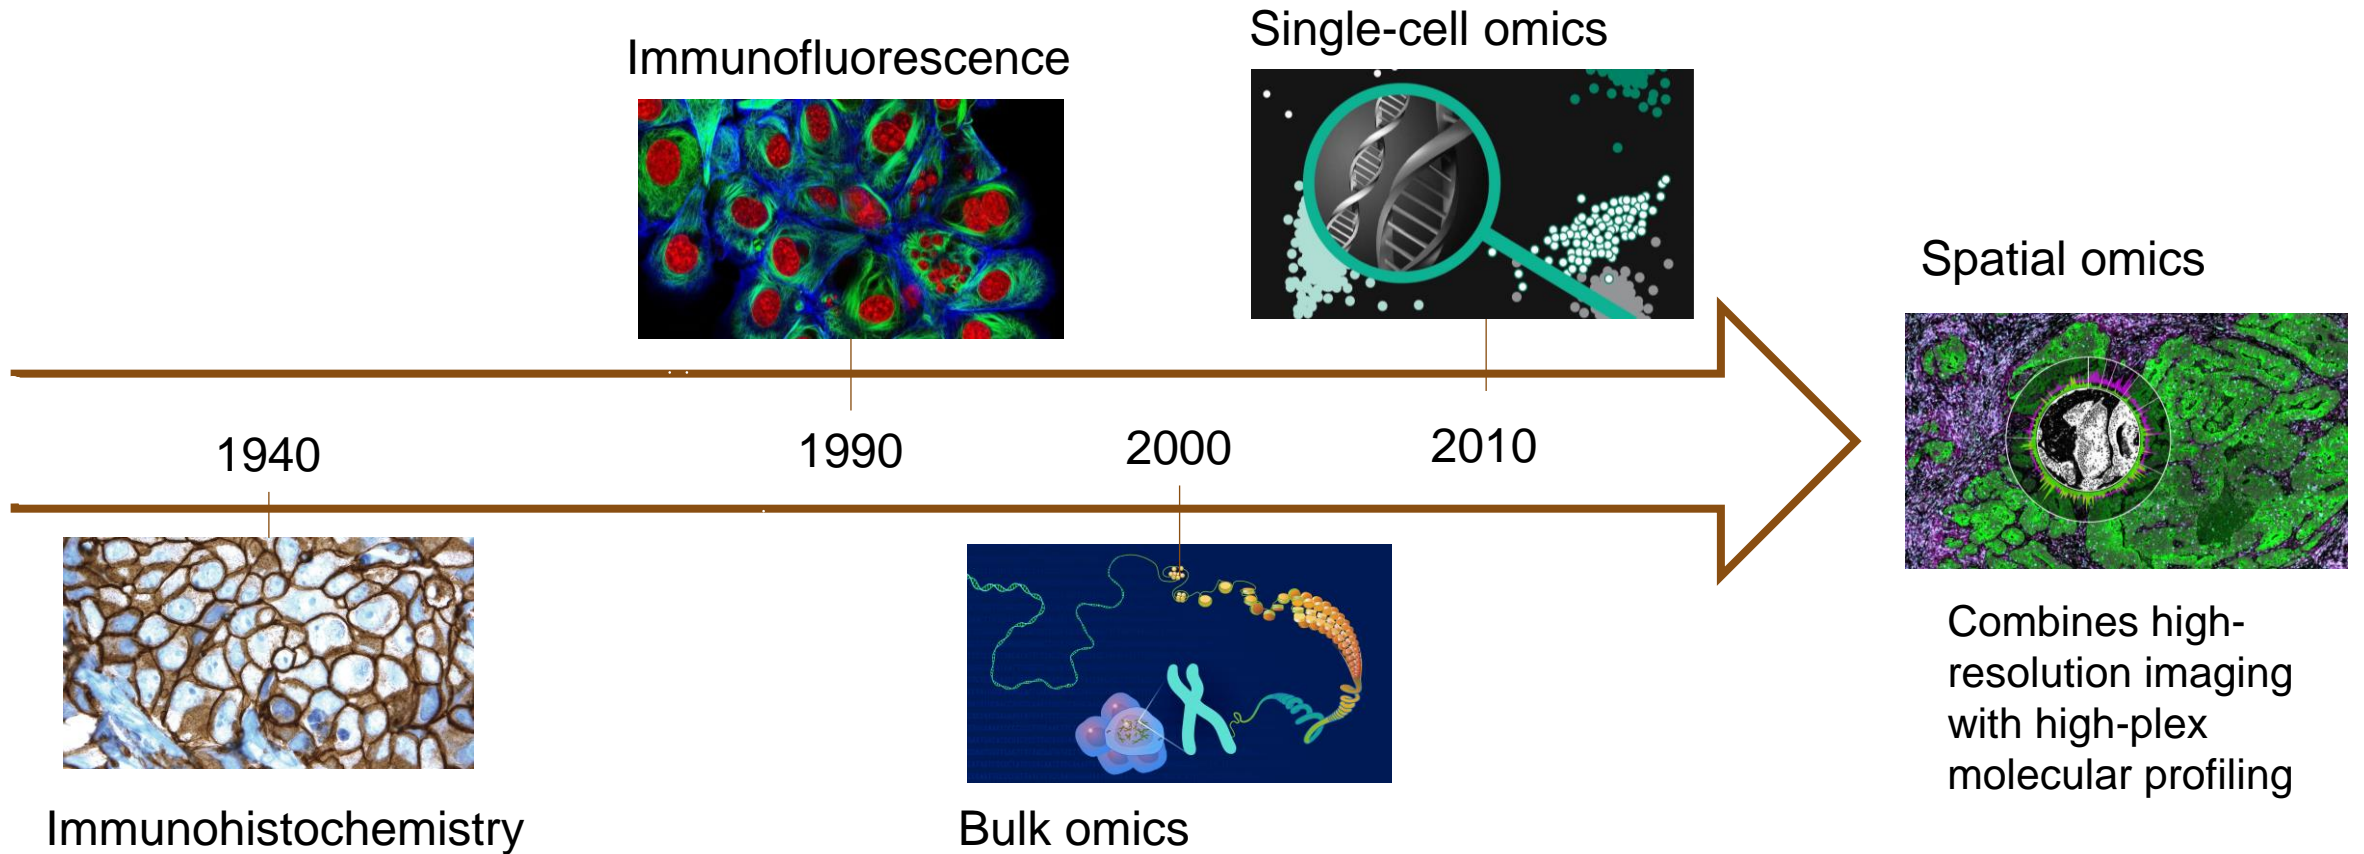 Single-cell omics
Immunofluorescence
Spatial omics
1940
1990
2000
2010
Combines high-
resolution imaging
with high-plex
molecular profiling
Immunohistochemistry
Bulk omics